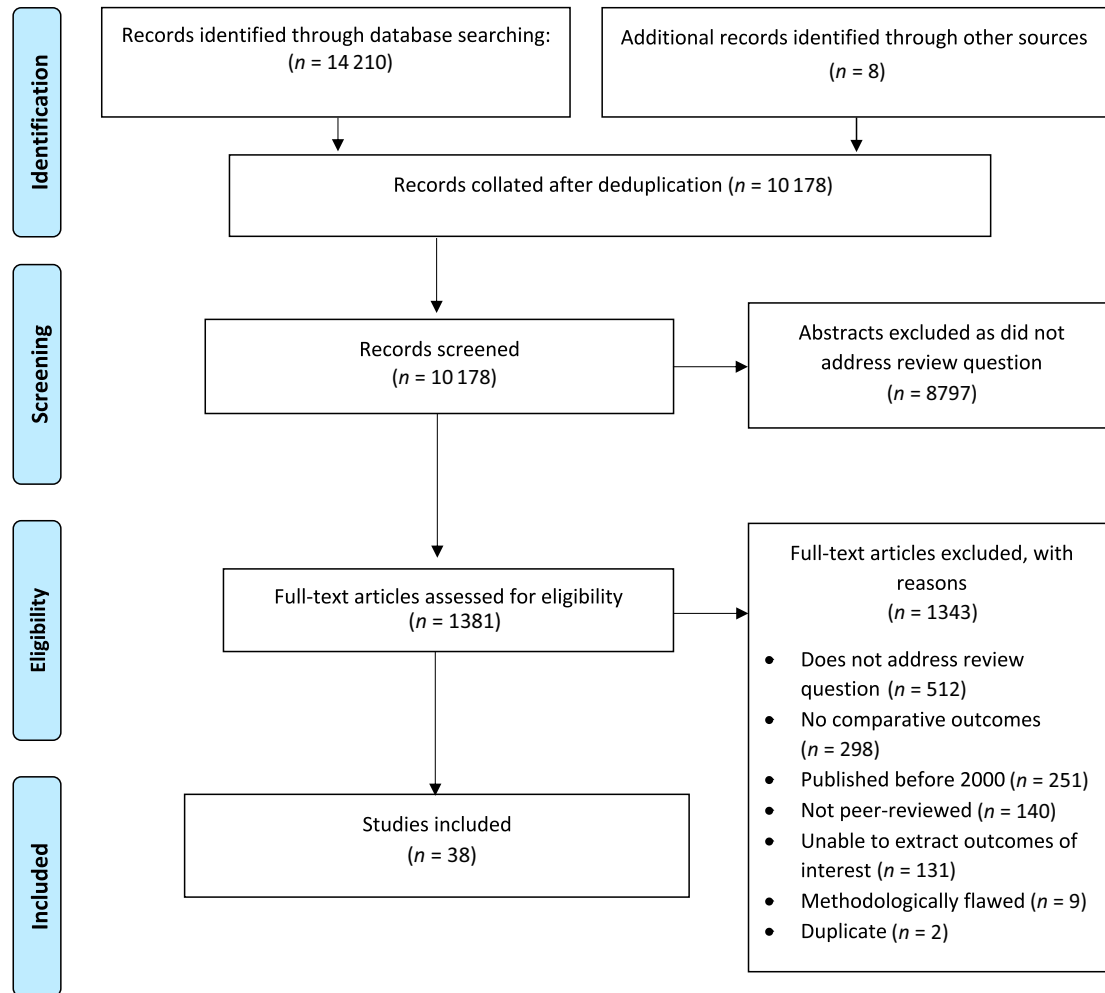 Identification
Records identified through database searching:
(n = 14 210)
Additional records identified through other sources
(n = 8)
Records collated after deduplication (n = 10 178)
Screening
Records screened
(n = 10 178)
Abstracts excluded as did not
address review question
(n = 8797)
Eligibility
Full-text articles assessed for eligibility
(n = 1381)
Full-text articles excluded, with
reasons
(n = 1343)
• Does not address review
question (n = 512)
• No comparative outcomes
(n = 298)
• Published before 2000 (n = 251)
• Not peer-reviewed (n = 140)
• Unable to extract outcomes of
interest (n = 131)
• Methodologically flawed (n = 9)
• Duplicate (n = 2)
Included
Studies included
(n = 38)